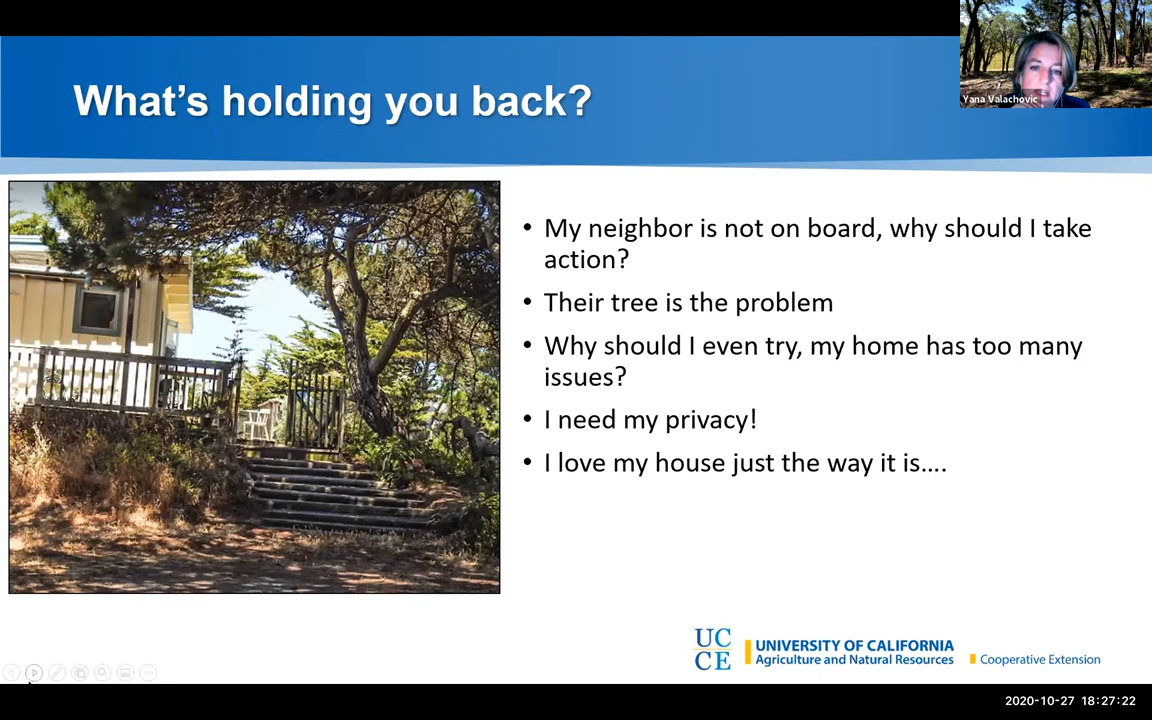 What's holding you back?
Yana Valachovic
• My neighbor is not on board, why should I take
action?
• Their tree is the problem
• Why should I even try, my home has too many
issues?
• I need my privacy!
• I love my house just the way it is....
UC
CE
UNIVERSITY OF CALIFORNIA
Agriculture and Natural Resources
Cooperative Extension
2020-10-27 18:27:22